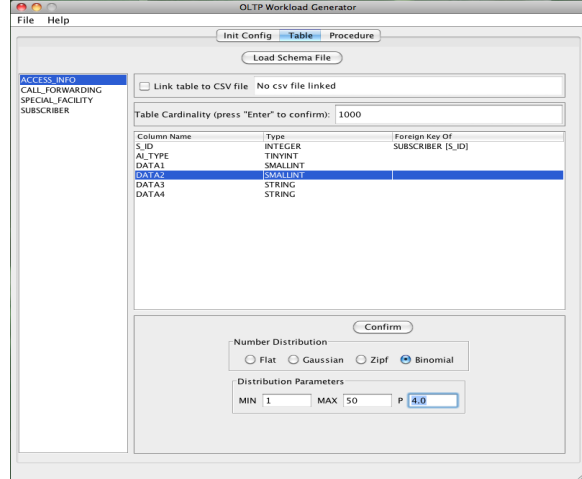 OLTP Workload Generator
File Help
Init Config Table Procedure
Load Schema File
ACCESS_INFO
CALL_FORWARDING
SPECIAL_FACILITY
SUBSCRIBER
Link table to CSV file No csv file linked
Table Cardinality (press "Enter" to confirm): 1000
Column Name Type Foreign Key Of
S_ID INTEGER SUBSCRIBER [S_ID]
AI_TYPE TINYINT
DATA1 SMALLINT
DATA2 SMALLINT
DATA3 STRING
DATA4 STRING
Confirm
Number Distribution
Flat Gaussian Zipf Binomial
Distribution Parameters
MIN 1 MAX 50 P 4.0